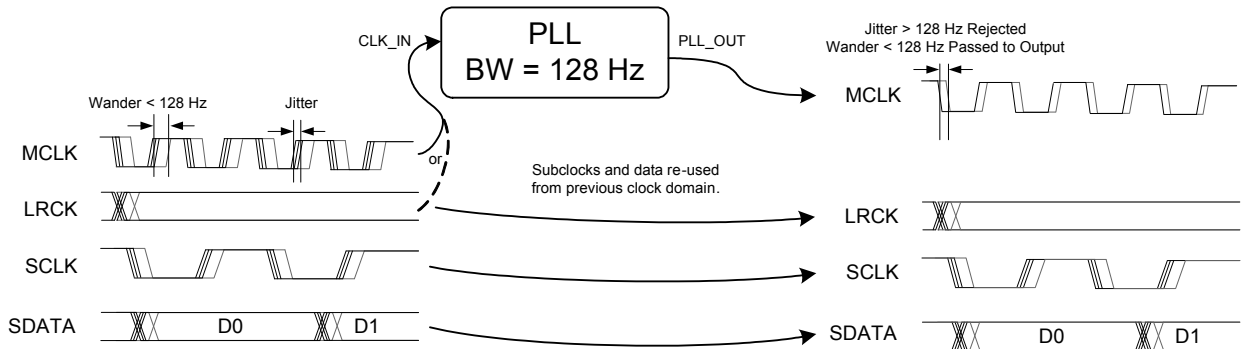 PLL
BW = 128 Hz
CLK_IN
PLL_OUT
Jitter > 128 Hz Rejected
Wander < 128 Hz Passed to Output
Wander < 128 Hz
Jitter
MCLK
or
MCLK
Subclocks and data re-used
from previous clock domain.
LRCK
LRCK
SCLK
SCLK
SDATA
D0
D1
SDATA
D0
D1